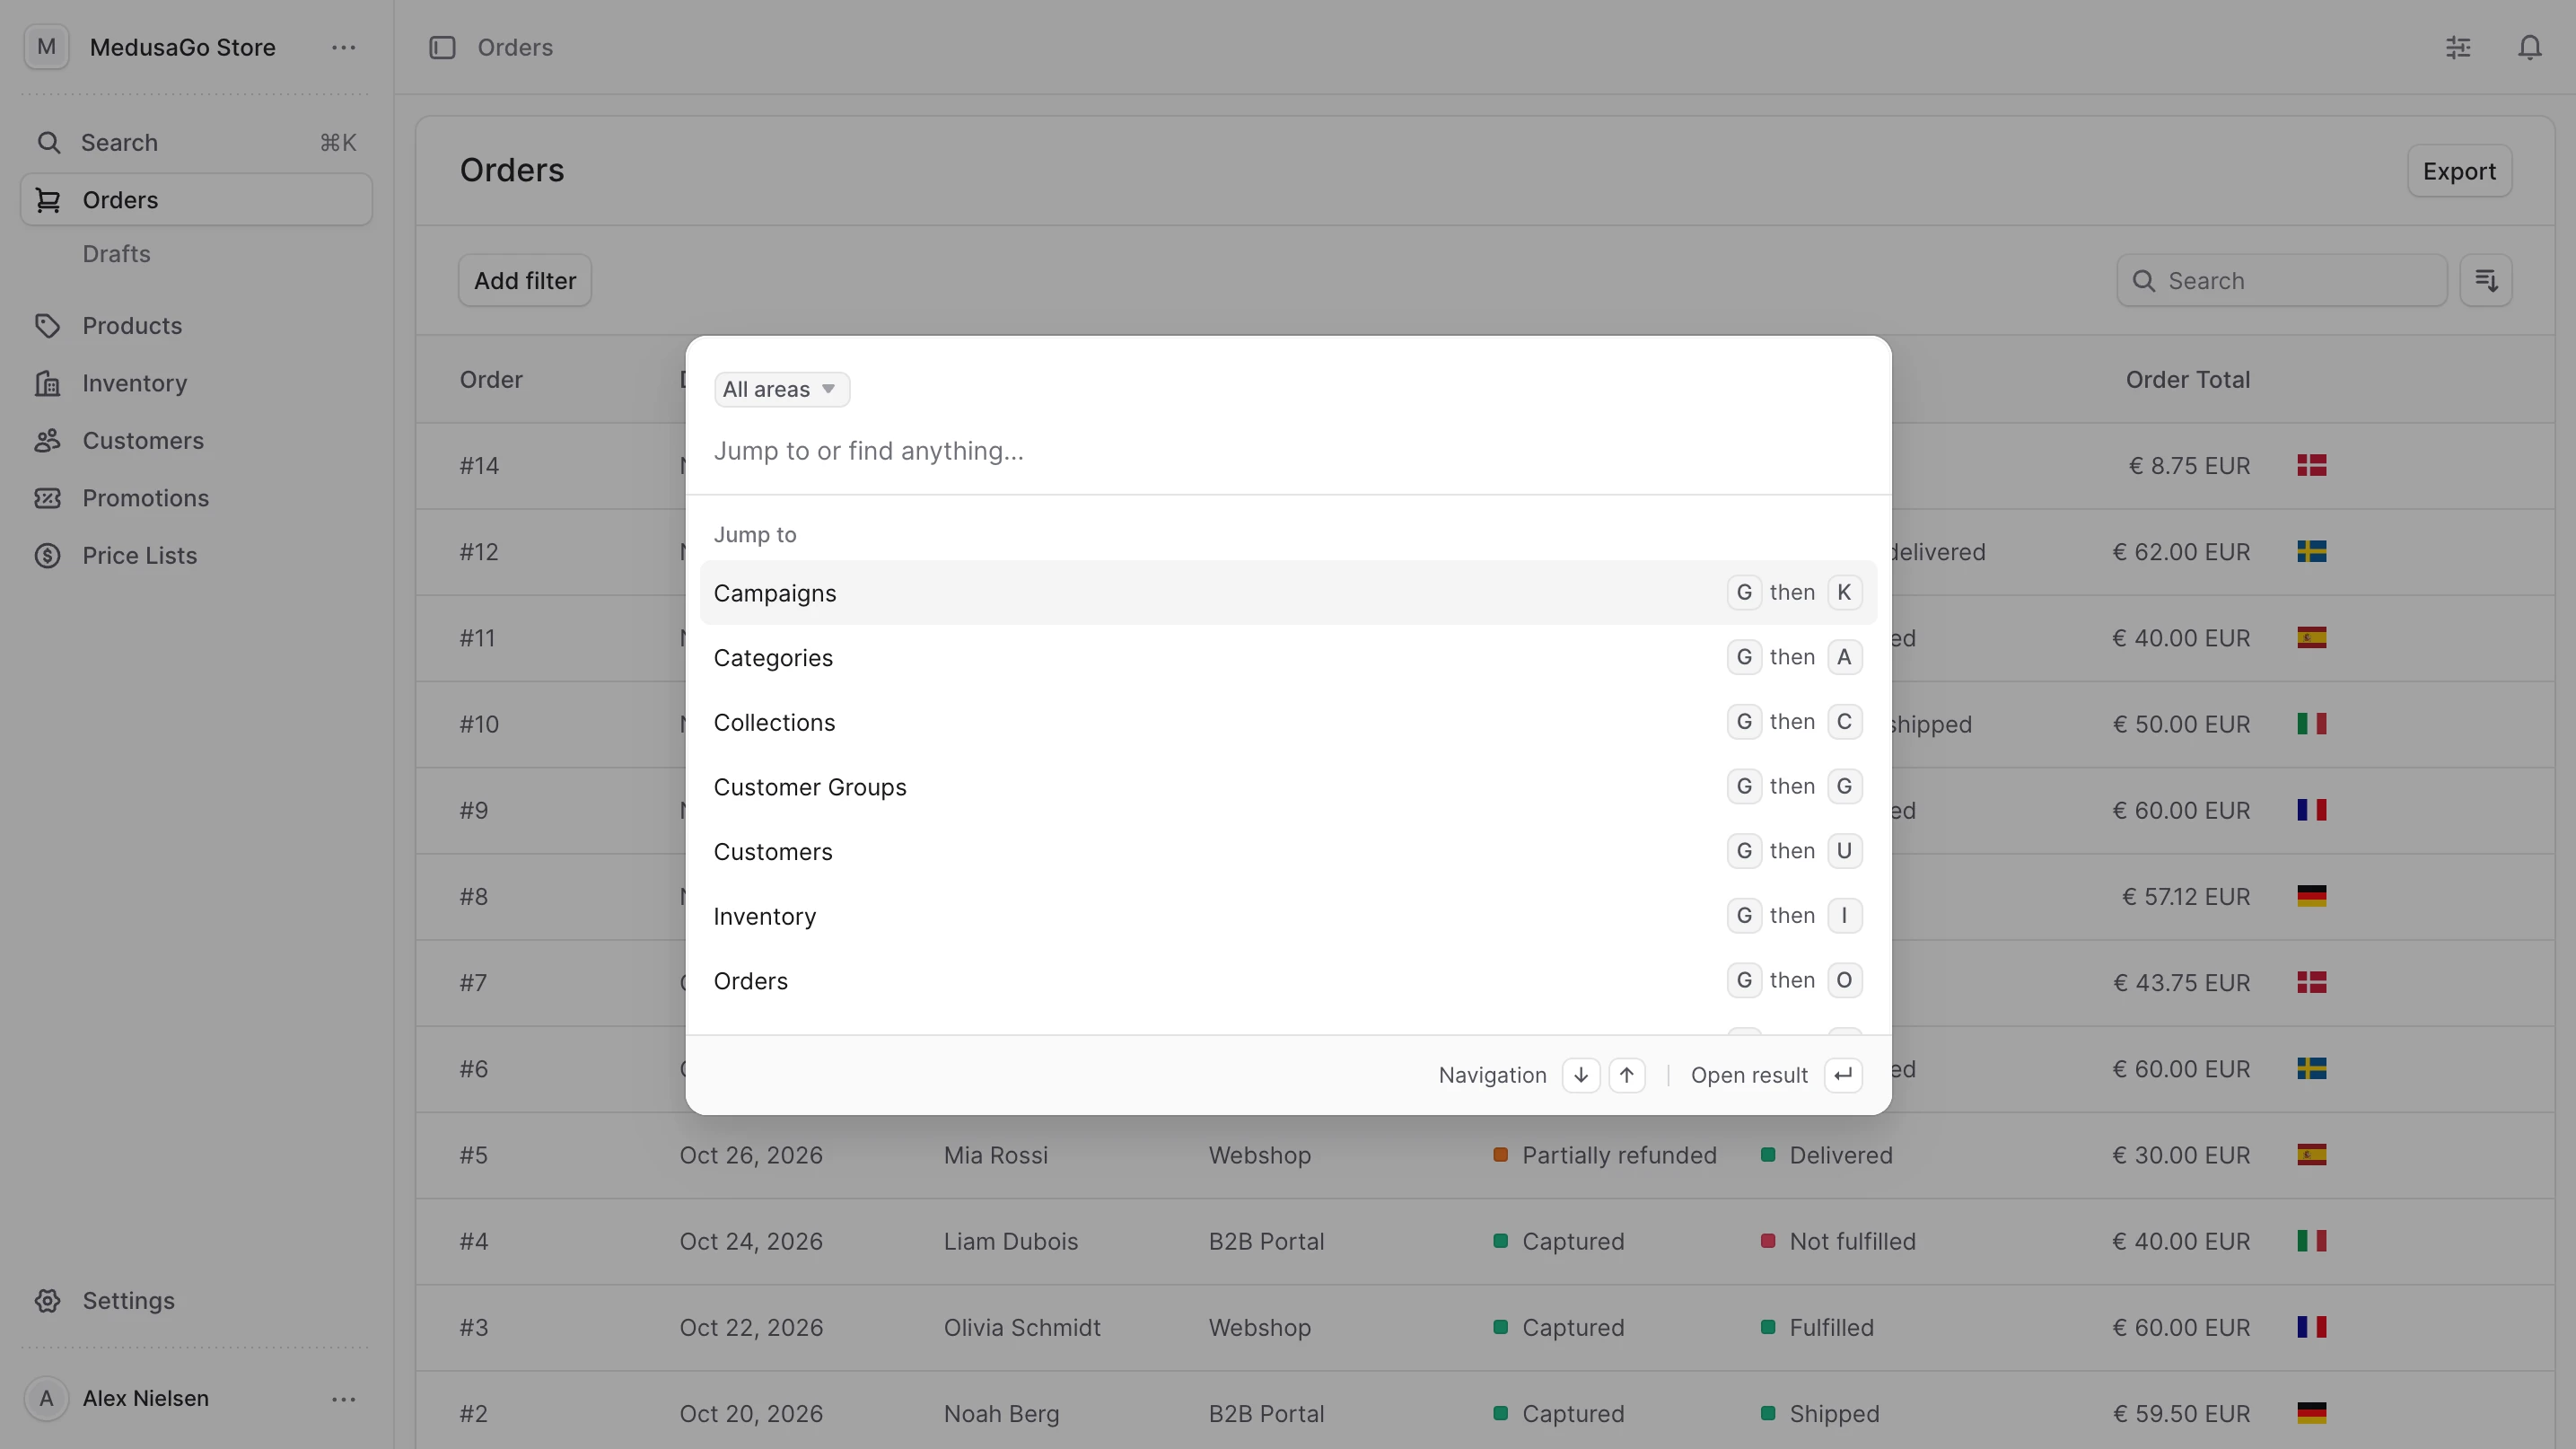 M MedusaGo Store
Orders
Search ⌘K
Orders
Drafts
Products
Inventory
Customers
Promotions
Price Lists
Settings
A Alex Nielsen
Orders
Export
Add filter
Search
Order Order Total
#14 € 8.75 EUR
#12 delivered € 62.00 EUR
#11 € 40.00 EUR
#10 shipped € 50.00 EUR
#9 € 60.00 EUR
#8 € 57.12 EUR
#7 € 43.75 EUR
#6 € 60.00 EUR
#5 Oct 26, 2026 Mia Rossi Webshop Partially refunded Delivered € 30.00 EUR
#4 Oct 24, 2026 Liam Dubois B2B Portal Captured Not fulfilled € 40.00 EUR
#3 Oct 22, 2026 Olivia Schmidt Webshop Captured Fulfilled € 60.00 EUR
#2 Oct 20, 2026 Noah Berg B2B Portal Captured Shipped € 59.50 EUR
All areas
Jump to or find anything...
Jump to
Campaigns G then K
Categories G then A
Collections G then C
Customer Groups G then G
Customers G then U
Inventory G then I
Orders G then O
Navigation ↓ ↑ | Open result ↵